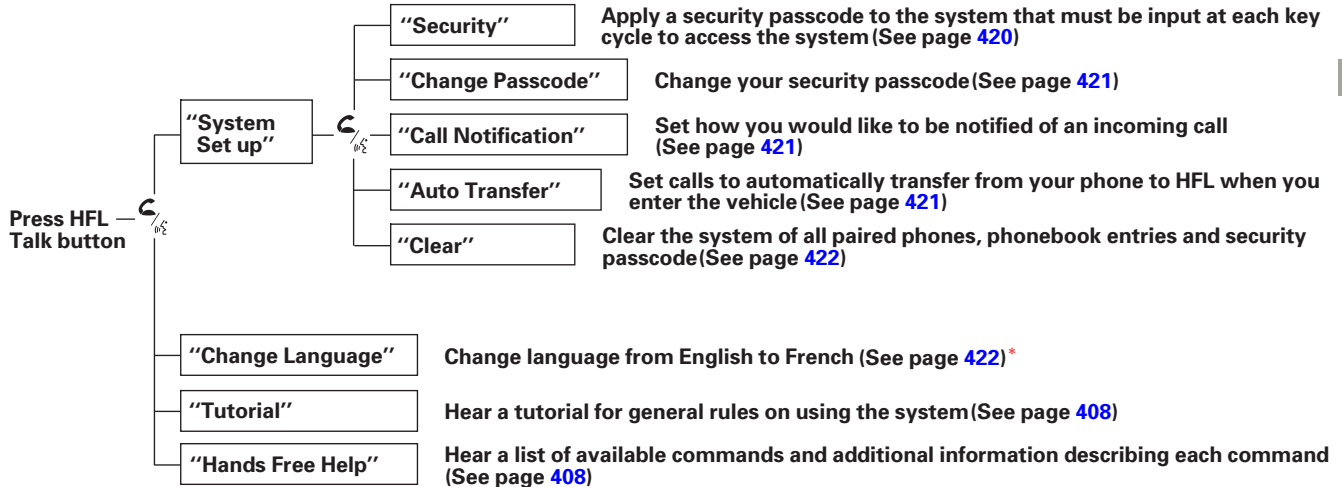 "Security"
Apply a security passcode to the system that must be input at each key
cycle to access the system (See page 420)
"Change Passcode"
Change your security passcode (See page 421)
"System
Set up"
"Call Notification"
Set how you would like to be notified of an incoming call
(See page 421)
"Auto Transfer"
Set calls to automatically transfer from your phone to HFL when you
enter the vehicle (See page 421)
Press HFL
Talk button
"Clear"
Clear the system of all paired phones, phonebook entries and security
passcode (See page 422)
"Change Language"
Change language from English to French (See page 422)*
"Tutorial"
Hear a tutorial for general rules on using the system (See page 408)
"Hands Free Help"
Hear a list of available commands and additional information describing each command
(See page 408)